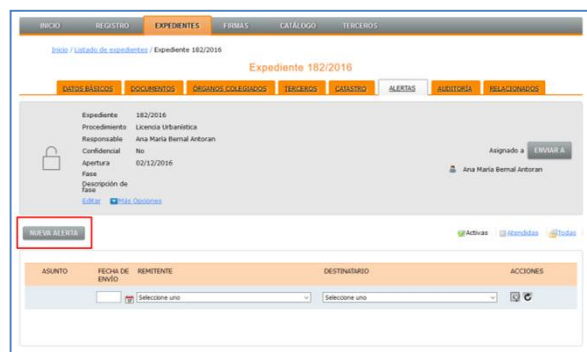 INICIO REGISTRO EXPEDIENTES FIRMAS CATÁLOGO TERCEROS
Inicio / Listado de expedientes / Expediente 182/2016
Expediente 182/2016
DATOS BÁSICOS DOCUMENTOS ÓRGANOS COLEGIADOS TERCEROS CATASTRO ALERTAS AUDITORÍA RELACIONADOS
Expediente 182/2016
Procedimiento Licencia Urbanística
Responsable Ana María Bernal Antoran
Confidencial No
Apertura 02/12/2016
Fase
Descripción de fase
Editar Más Opciones
Asignado a ENVIAR A
Ana María Bernal Antoran
NUEVA ALERTA
Activas Atendidas Todas
ASUNTO FECHA DE ENVÍO REMITENTE DESTINATARIO ACCIONES
Seleccione uno Seleccione uno